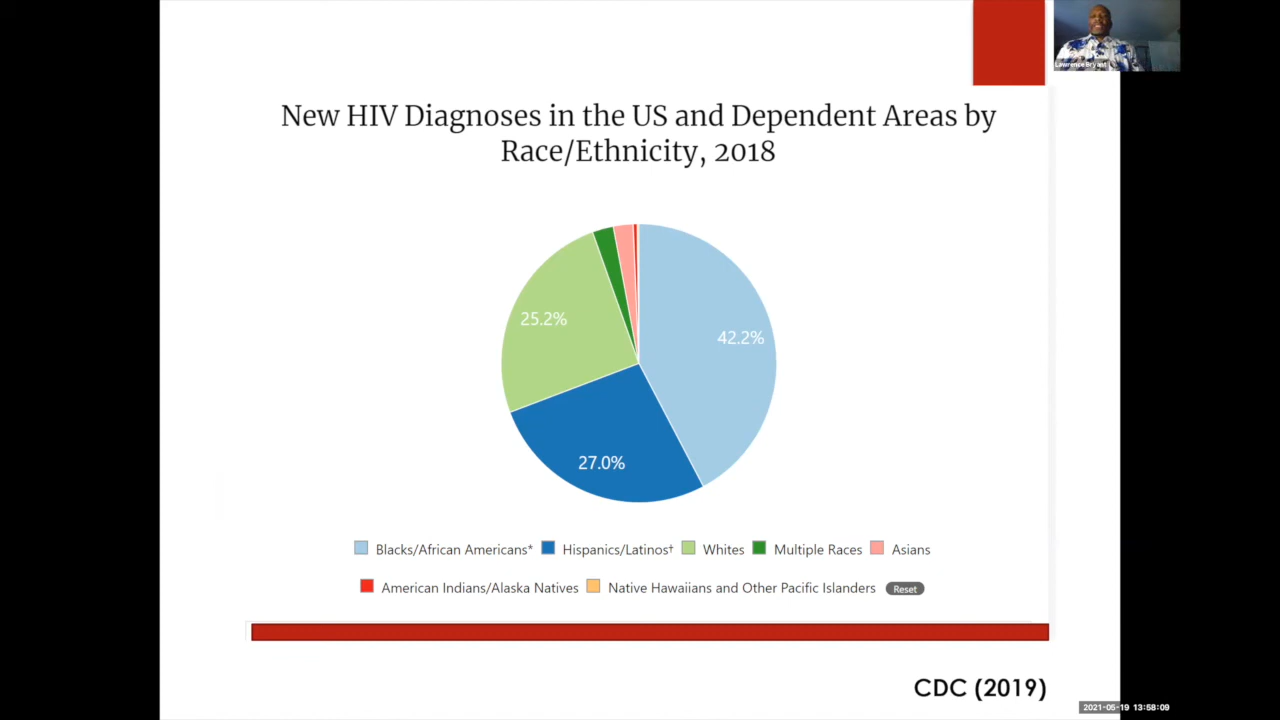 Lawrence Bryant
New HIV Diagnoses in the US and Dependent Areas by
Race/Ethnicity, 2018
25.2%
42.2%
27.0%
Blacks/African Americans* Hispanics/Latinos† Whites Multiple Races Asians
American Indians/Alaska Natives Native Hawaiians and Other Pacific Islanders Reset
CDC (2019)
2021-05-19 13:58:09